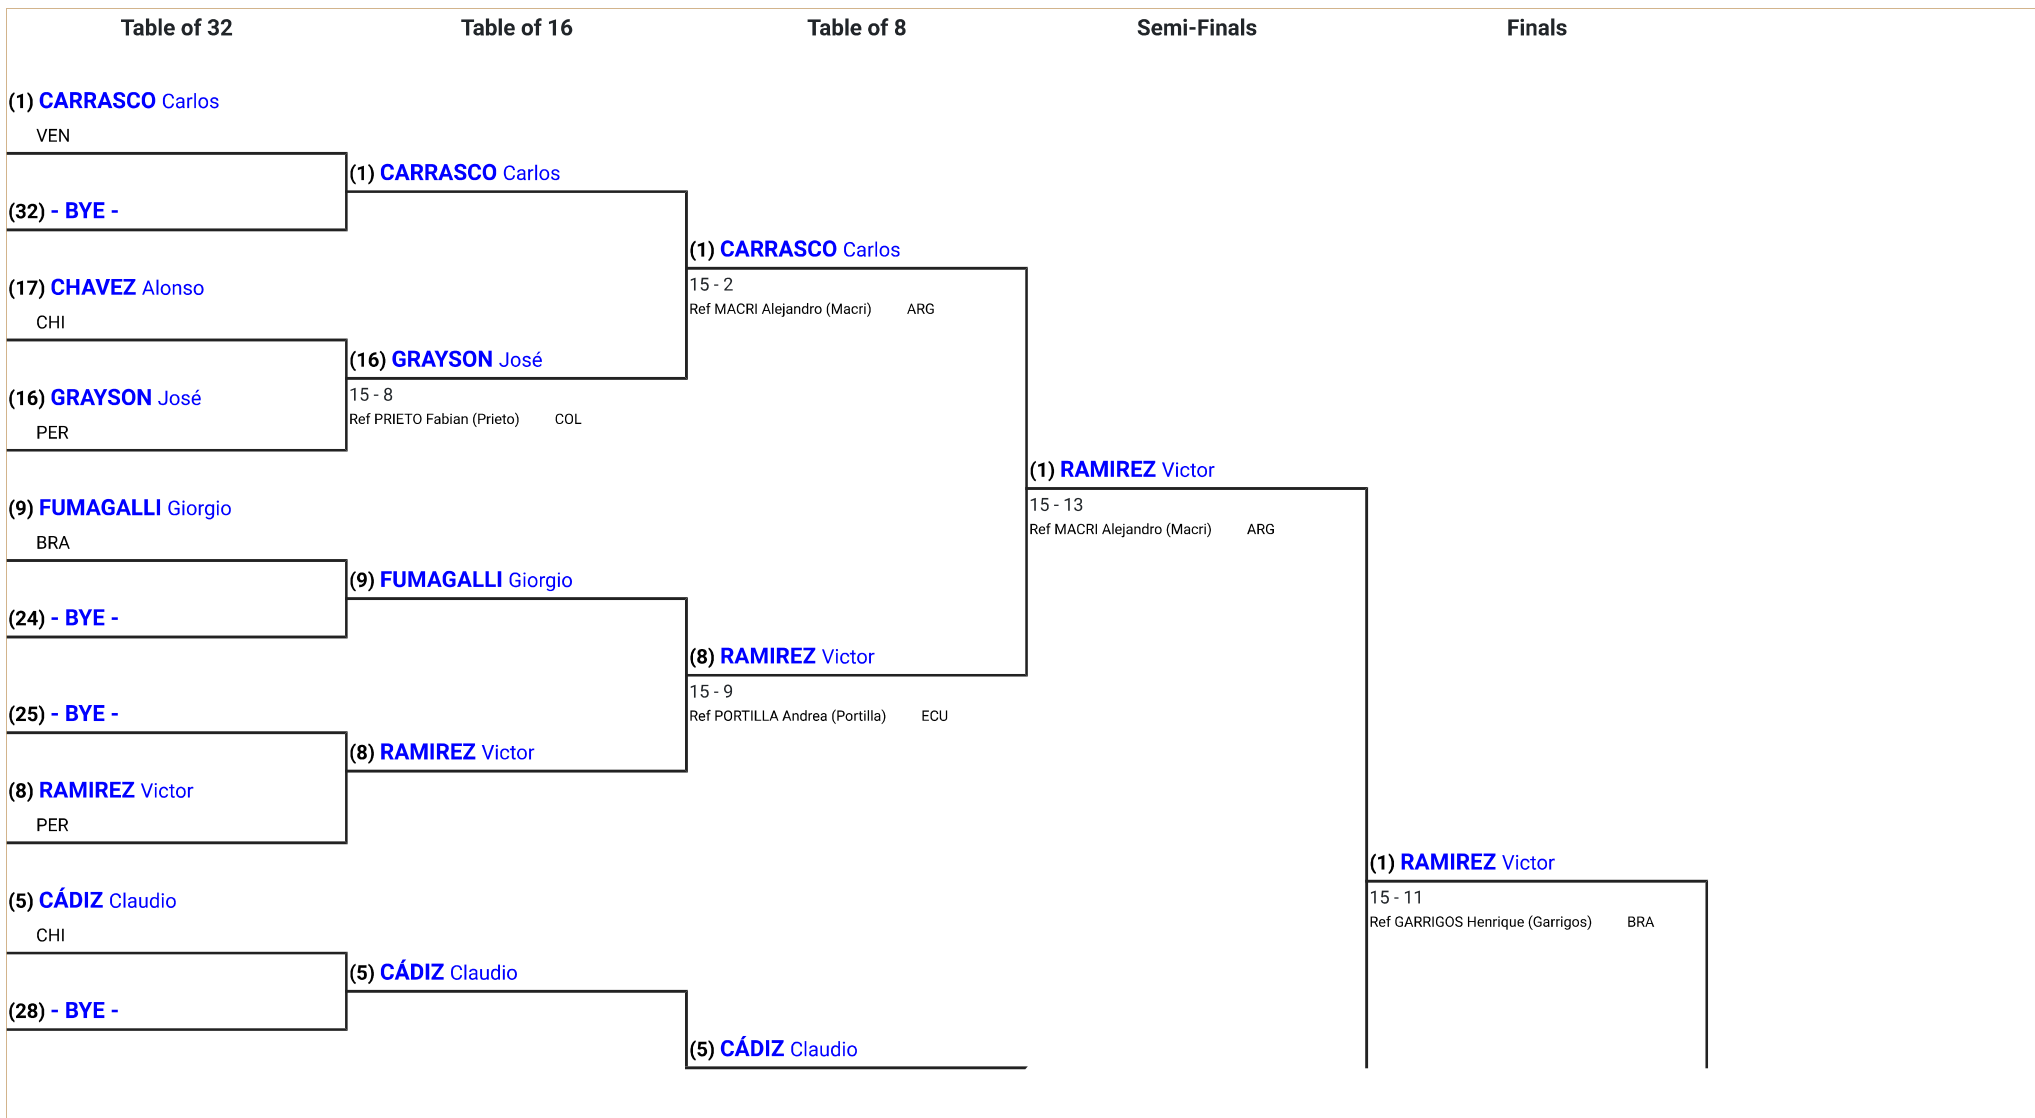 Table of 32
Table of 16
Table of 8
Semi-Finals
Finals
(1) CARRASCO Carlos
VEN
(32) - BYE -
(17) CHAVEZ Alonso
CHI
(16) GRAYSON José
PER
(9) FUMAGALLI Giorgio
BRA
(24) - BYE -
(25) - BYE -
(8) RAMIREZ Victor
PER
(5) CÁDIZ Claudio
CHI
(28) - BYE -
(1) CARRASCO Carlos
(16) GRAYSON José
15 - 8
Ref PRIETO Fabian (Prieto) COL
(9) FUMAGALLI Giorgio
(8) RAMIREZ Victor
(5) CÁDIZ Claudio
(1) CARRASCO Carlos
15 - 2
Ref MACRI Alejandro (Macri) ARG
(8) RAMIREZ Victor
15 - 9
Ref PORTILLA Andrea (Portilla) ECU
(5) CÁDIZ Claudio
(1) RAMIREZ Victor
15 - 13
Ref MACRI Alejandro (Macri) ARG
(1) RAMIREZ Victor
15 - 11
Ref GARRIGOS Henrique (Garrigos) BRA